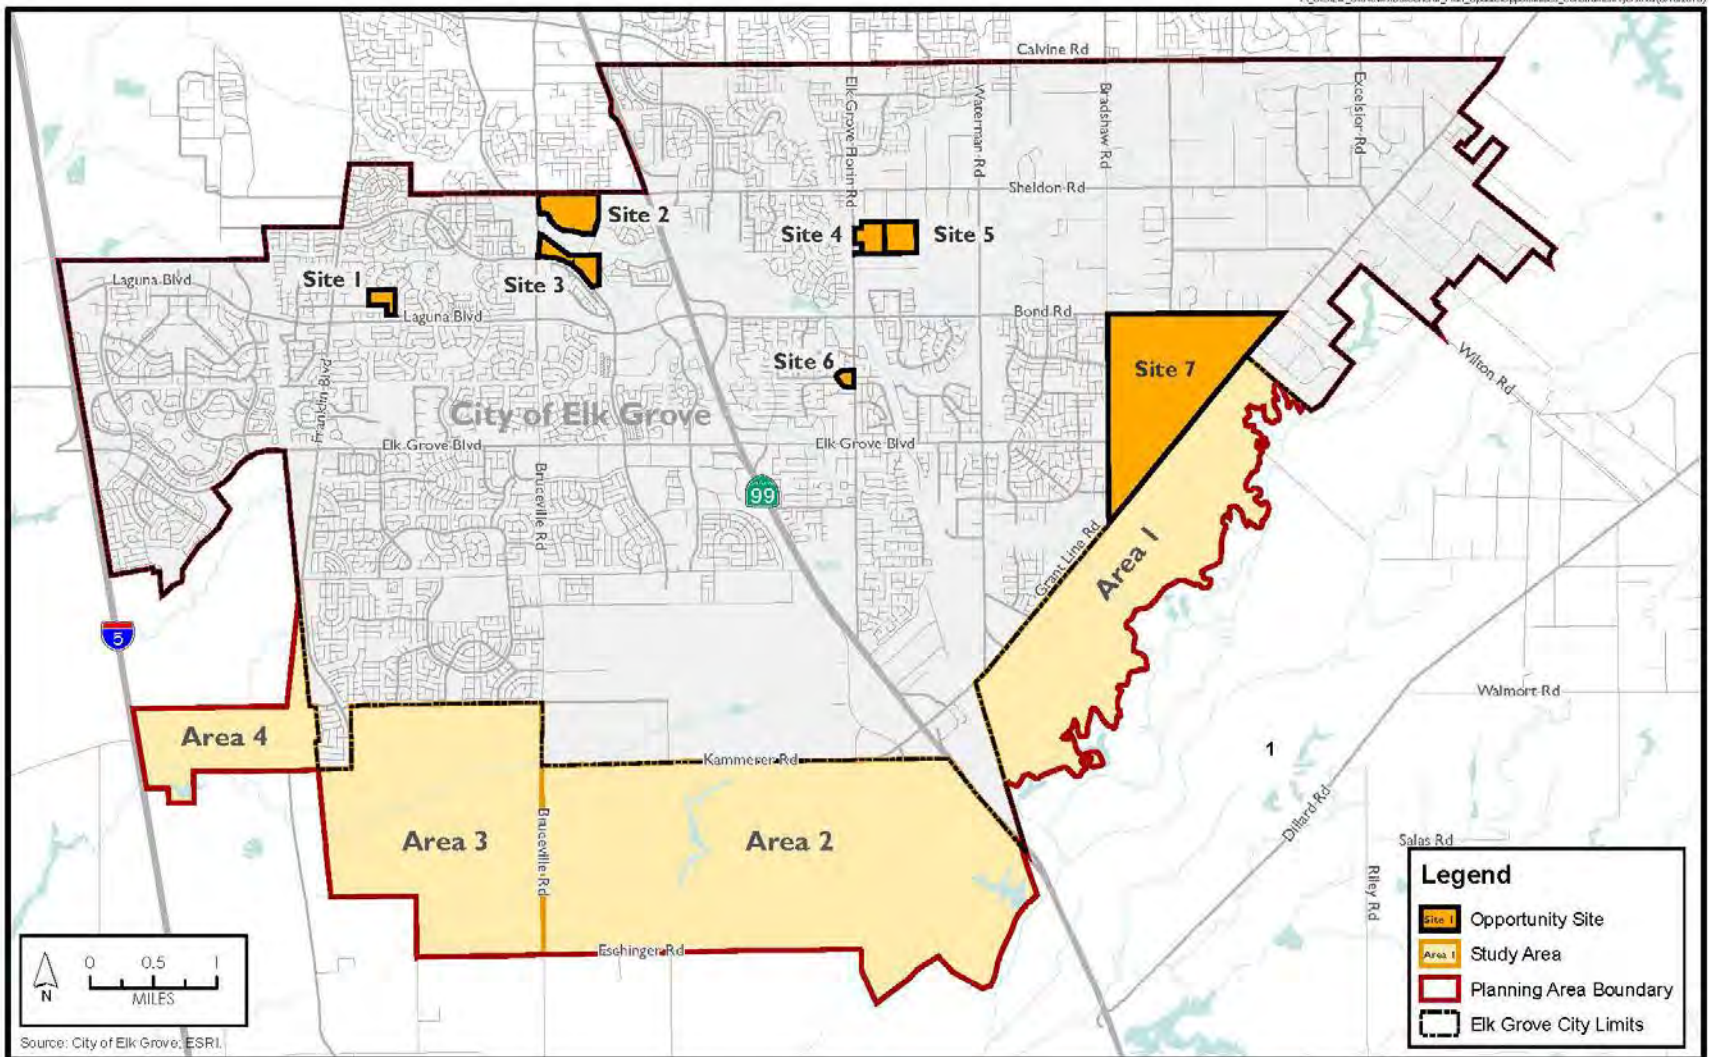 Calvine Rd
Elk Grove Florin Rd
Waterman Rd
Bradshaw Rd
Excelsior Rd
Sheldon Rd
Site 2
Site 4
Site 5
Laguna Blvd
Site 1
Site 3
Laguna Blvd
Bond Rd
Site 6
Site 7
Wilton Rd
Franklin Blvd
City of Elk Grove
Elk Grove Blvd
Elk Grove Blvd
Bruceville Rd
99
Grant Line Rd
Area 1
5
Walmort Rd
Area 4
Kammerer Rd
1
Area 3
Bruceville Rd
Area 2
Dillard Rd
Salas Rd
Riley Rd
Eschinger Rd
Legend
Site 1 Opportunity Site
Area 1 Study Area
Planning Area Boundary
Elk Grove City Limits
0 0.5 1
N
MILES
Source: City of Elk Grove; ESRI.